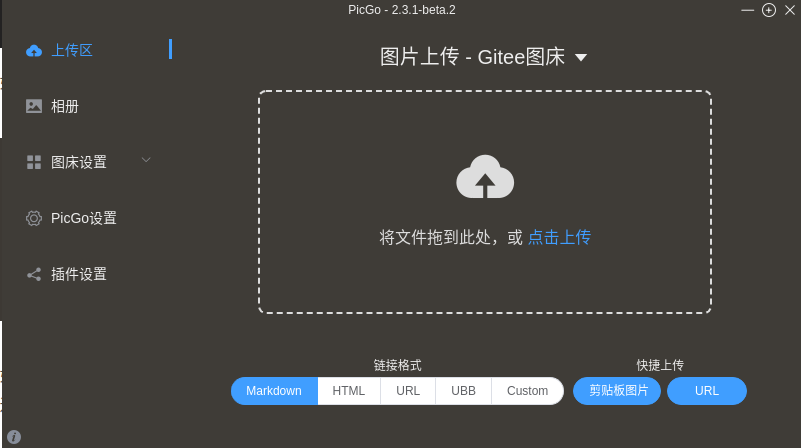 PicGo - 2.3.1-beta.2
上传区
相册
图床设置
PicGo设置
插件设置
图片上传 - Gitee图床
将文件拖到此处，或 点击上传
链接格式
Markdown HTML URL UBB Custom
快捷上传
剪贴板图片 URL